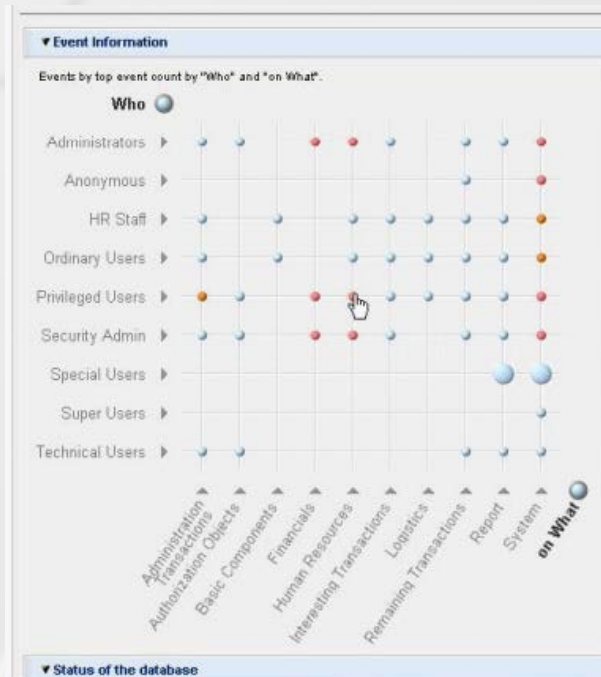 Event Information
Events by top event count by "Who" and "on What".
Who
Administrators
Anonymous
HR Staff
Ordinary Users
Privileged Users
Security Admin
Special Users
Super Users
Technical Users
Administration
Transactions
Authorization Objects
Basic Components
Financials
Human Resources
Interesting Transactions
Logistics
Remaining Transactions
Report
System
on What
Status of the database